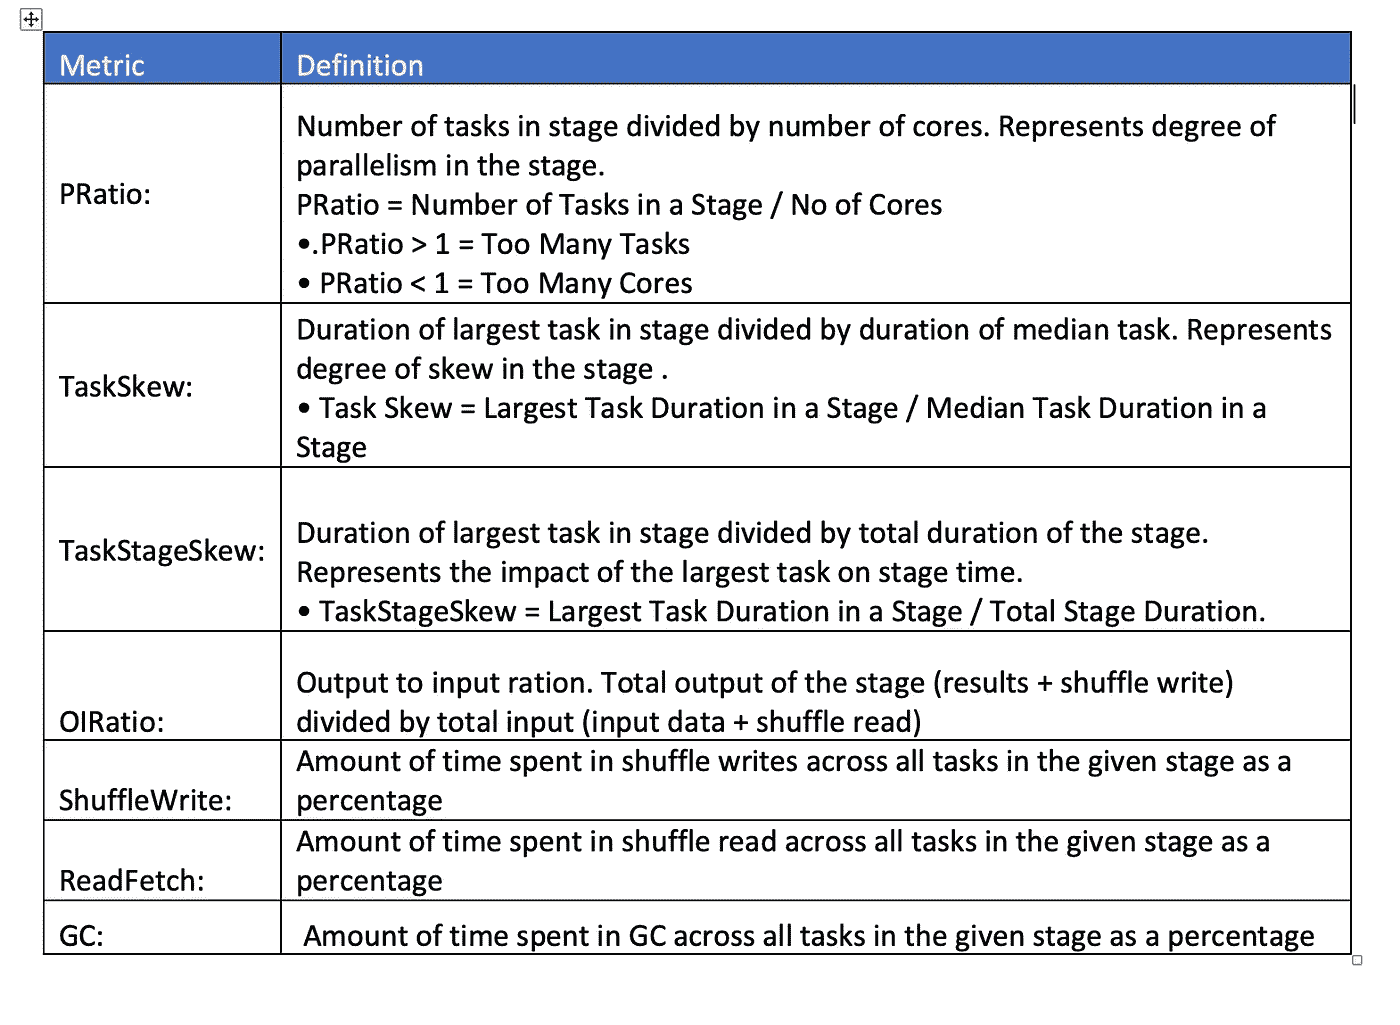 Metric
Definition
PRatio:
Number of tasks in stage divided by number of cores. Represents degree of
parallelism in the stage.
PRatio = Number of Tasks in a Stage / No of Cores
•.PRatio > 1 = Too Many Tasks
• PRatio < 1 = Too Many Cores
TaskSkew:
Duration of largest task in stage divided by duration of median task. Represents
degree of skew in the stage .
• Task Skew = Largest Task Duration in a Stage / Median Task Duration in a
Stage
TaskStageSkew:
Duration of largest task in stage divided by total duration of the stage.
Represents the impact of the largest task on stage time.
• TaskStageSkew = Largest Task Duration in a Stage / Total Stage Duration.
OIRatio:
Output to input ration. Total output of the stage (results + shuffle write)
divided by total input (input data + shuffle read)
ShuffleWrite:
Amount of time spent in shuffle writes across all tasks in the given stage as a
percentage
ReadFetch:
Amount of time spent in shuffle read across all tasks in the given stage as a
percentage
GC:
Amount of time spent in GC across all tasks in the given stage as a percentage